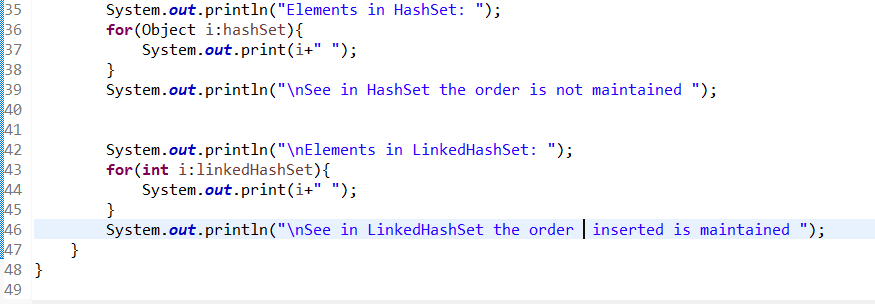 35 System.out.println("Elements in HashSet: ");
36 for(Object i:hashSet){
37 System.out.print(i+" ");
38 }
39 System.out.println("\nSee in HashSet the order is not maintained ");
40
41
42 System.out.println("\nElements in LinkedHashSet: ");
43 for(int i:linkedHashSet){
44 System.out.print(i+" ");
45 }
46 System.out.println("\nSee in LinkedHashSet the order  inserted is maintained ");
47 }
48 }
49